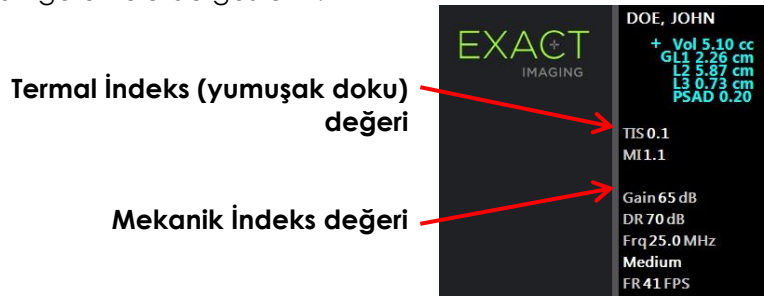 EXACT
IMAGING
Termal İndeks (yumuşak doku)
değeri
Mekanik İndeks değeri
DOE, JOHN
+ Vol 5.10 cc
GL1 2.26 cm
L2 5.87 cm
L3 0.73 cm
PSAD 0.20
TIS 0.1
MI 1.1
Gain 65 dB
DR 70 dB
Frq 25.0 MHz
Medium
FR 41 FPS